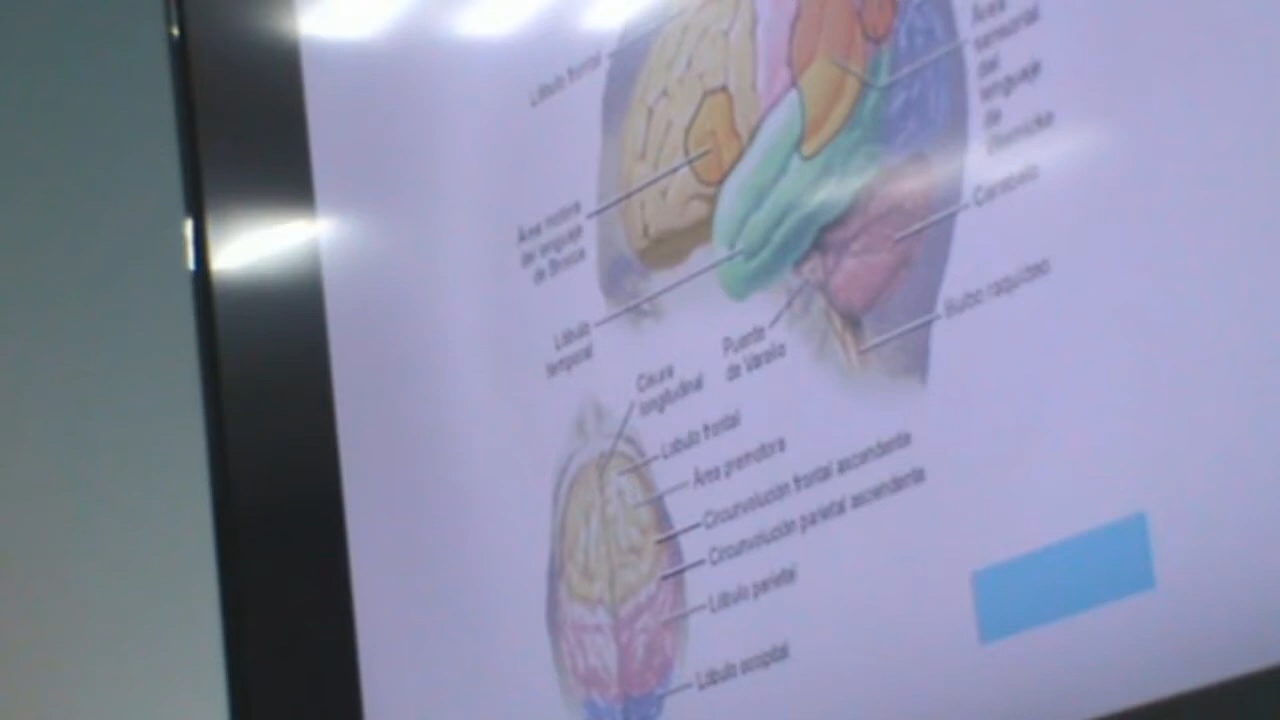 Lóbulo frontal
Área
sensorial
del
lenguaje
de
Wernicke
Área motora
del lenguaje
de Broca
Cerebelo
Bulbo raquídeo
Lóbulo
temporal
Puente
de Varolio
Cisura
longitudinal
Lóbulo frontal
Área premotora
Circunvolución frontal ascendente
Circunvolución parietal ascendente
Lóbulo parietal
Lóbulo occipital